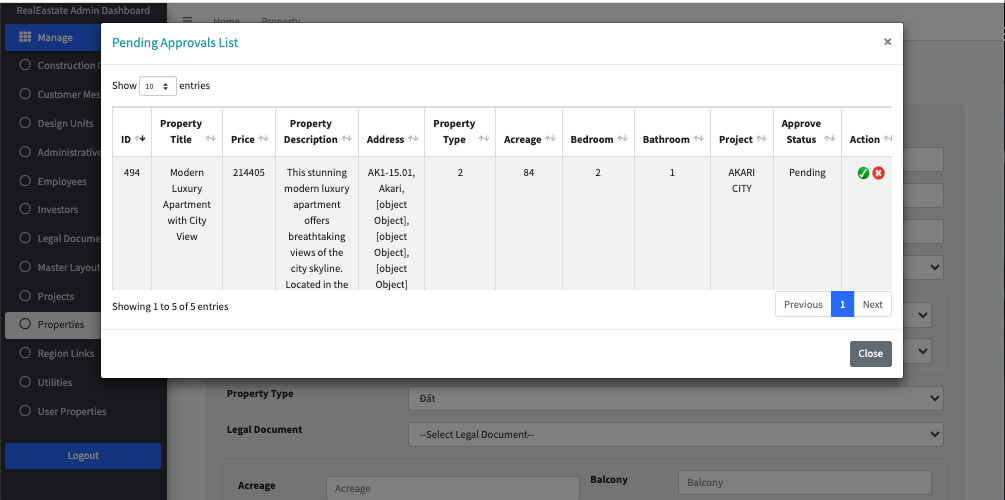 RealEastate Admin Dashboard
Home Property
Manage
Construction
Customer Mes
Design Units
Administrative
Employees
Investors
Legal Docume
Master Layout
Projects
Properties
Region Links
Utilities
User Properties
Logout
Pending Approvals List
×
Show 10 entries
ID
Property
Title
Price
Property
Description
Address
Property
Type
Acreage
Bedroom
Bathroom
Project
Approve
Status
Action
494
Modern
Luxury
Apartment
with City
View
214405
This stunning
modern luxury
apartment
offers
breathtaking
views of the
city skyline.
Located in the
AK1-15.01,
Akari,
[object
Object],
[object
Object],
[object
Object]
2
84
2
1
AKARI
CITY
Pending
Showing 1 to 5 of 5 entries
Previous 1 Next
Close
Property Type
Đất
Legal Document
--Select Legal Document--
Acreage
Acreage
Balcony
Balcony